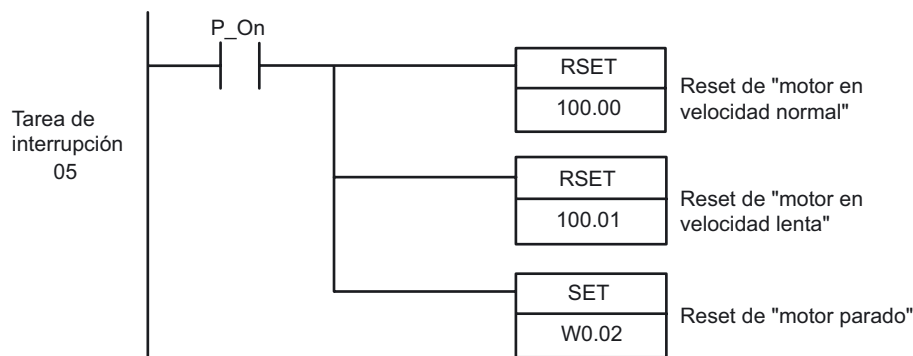 P_On
RSET
100.00
Reset de "motor en
velocidad normal"
Tarea de
interrupción
05
RSET
100.01
Reset de "motor en
velocidad lenta"
SET
W0.02
Reset de "motor parado"